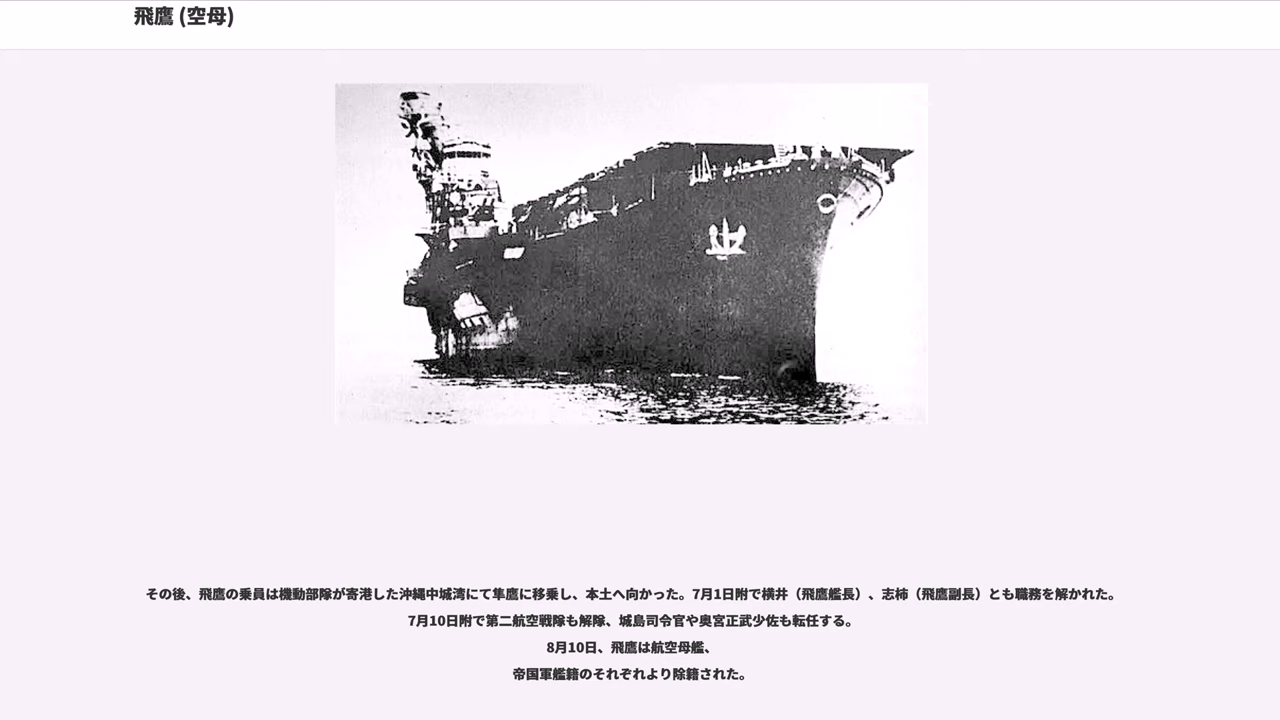 飛鷹 (空母)
その後、飛鷹の乗員は機動部隊が寄港した沖縄中城湾にて隼鷹に移乗し、本土へ向かった。7月1日附で横井（飛鷹艦長）、志柿（飛鷹副長）とも職務を解かれた。
7月10日附で第二航空戦隊も解隊、城島司令官や奥宮正武少佐も転任する。
8月10日、飛鷹は航空母艦、
帝国軍艦籍のそれぞれより除籍された。